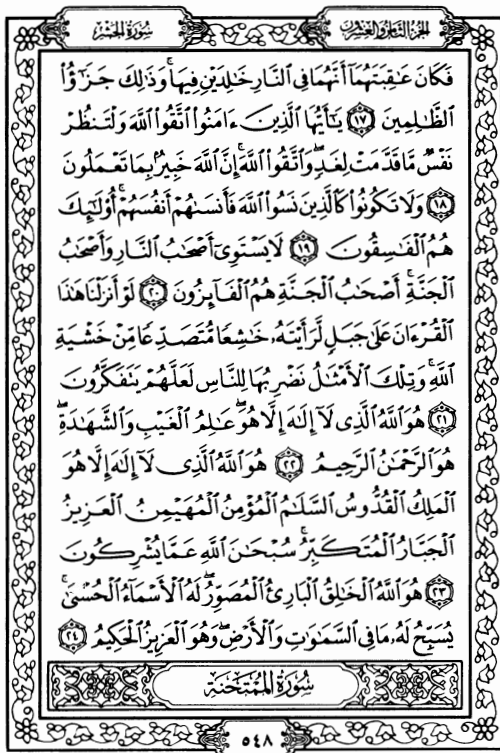 الجزء الثامن والعشرون
سورة الحشر
فَكَانَ عَٰقِبَتَهُمَآ أَنَّهُمَا فِى ٱلنَّارِ خَٰلِدَيْنِ فِيهَا ۚ وَذَٰلِكَ جَزَٰٓؤُا۟
ٱلظَّٰلِمِينَ ١٧ يَٰٓأَيُّهَا ٱلَّذِينَ ءَامَنُوا۟ ٱتَّقُوا۟ ٱللَّهَ وَلْتَنظُرْ
نَفْسٌ مَّا قَدَّمَتْ لِغَدٍ ۖ وَٱتَّقُوا۟ ٱللَّهَ ۚ إِنَّ ٱللَّهَ خَبِيرٌۢ بِمَا تَعْمَلُونَ
١٨ وَلَا تَكُونُوا۟ كَٱلَّذِينَ نَسُوا۟ ٱللَّهَ فَأَنسَىٰهُمْ أَنفُسَهُمْ ۚ أُو۟لَٰٓئِكَ
هُمُ ٱلْفَٰسِقُونَ ١٩ لَا يَسْتَوِىٓ أَصْحَٰبُ ٱلنَّارِ وَأَصْحَٰبُ
ٱلْجَنَّةِ ۚ أَصْحَٰبُ ٱلْجَنَّةِ هُمُ ٱلْفَآئِزُونَ ٢٠ لَوْ أَنزَلْنَا هَٰذَا
ٱلْقُرْءَانَ عَلَىٰ جَبَلٍ لَّرَأَيْتَهُۥ خَٰشِعًا مُّتَصَدِّعًا مِّنْ خَشْيَةِ
ٱللَّهِ ۚ وَتِلْكَ ٱلْأَمْثَٰلُ نَضْرِبُهَا لِلنَّاسِ لَعَلَّهُمْ يَتَفَكَّرُونَ
٢١ هُوَ ٱللَّهُ ٱلَّذِى لَآ إِلَٰهَ إِلَّا هُوَ ۖ عَٰلِمُ ٱلْغَيْبِ وَٱلشَّهَٰدَةِ ۖ
هُوَ ٱلرَّحْمَٰنُ ٱلرَّحِيمُ ٢٢ هُوَ ٱللَّهُ ٱلَّذِى لَآ إِلَٰهَ إِلَّا هُوَ
ٱلْمَلِكُ ٱلْقُدُّوسُ ٱلسَّلَٰمُ ٱلْمُؤْمِنُ ٱلْمُهَيْمِنُ ٱلْعَزِيزُ
ٱلْجَبَّارُ ٱلْمُتَكَبِّرُ ۚ سُبْحَٰنَ ٱللَّهِ عَمَّا يُشْرِكُونَ
٢٣ هُوَ ٱللَّهُ ٱلْخَٰلِقُ ٱلْبَارِئُ ٱلْمُصَوِّرُ ۖ لَهُ ٱلْأَسْمَآءُ ٱلْحُسْنَىٰ ۚ
يُسَبِّحُ لَهُۥ مَا فِى ٱلسَّمَٰوَٰتِ وَٱلْأَرْضِ ۖ وَهُوَ ٱلْعَزِيزُ ٱلْحَكِيمُ ٢٤
سُورَةُ المُمْتَحنَة
٥٤٨